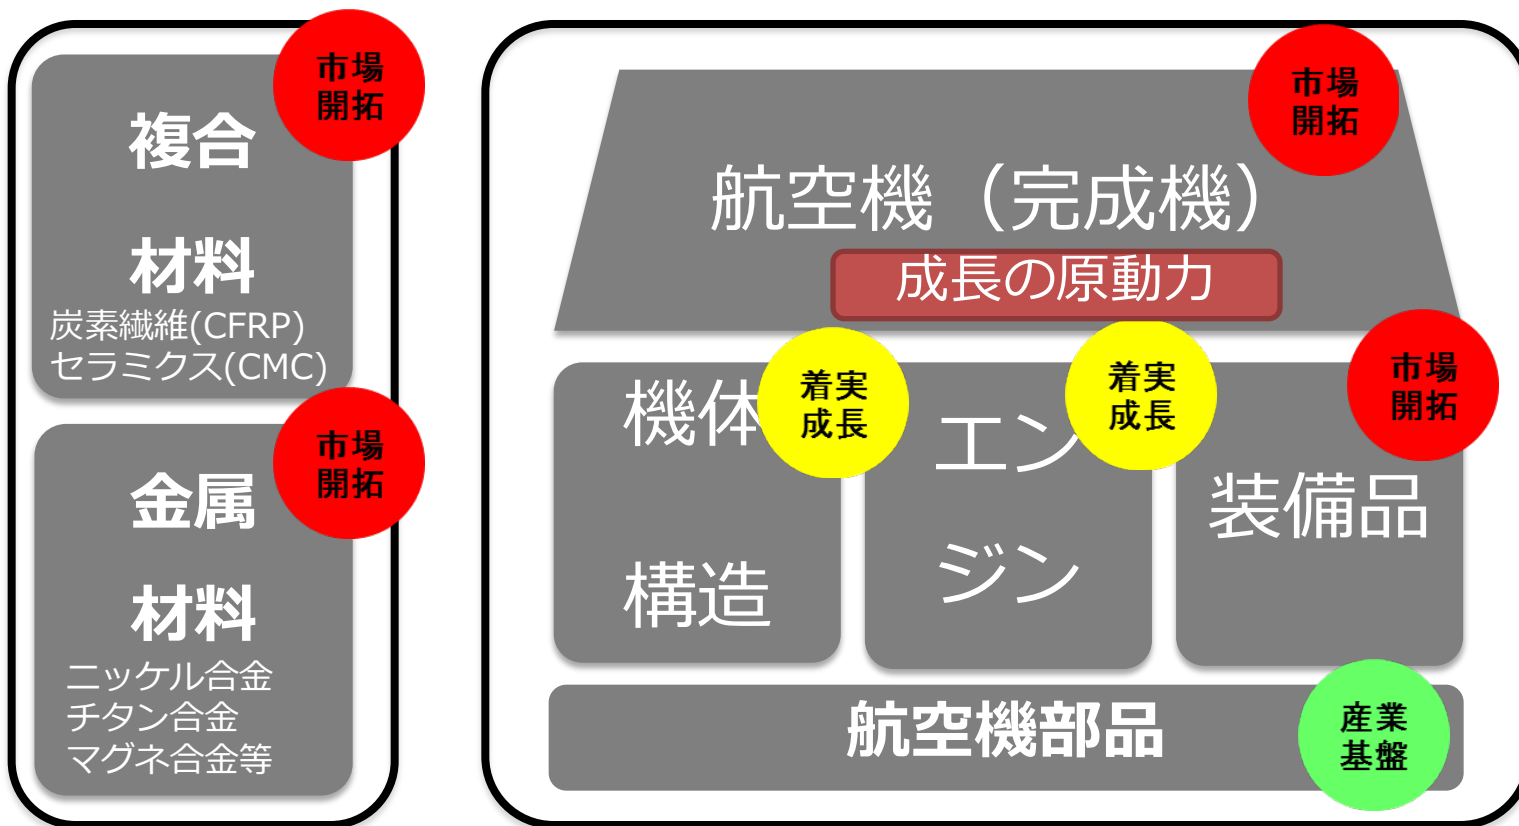 市場
開拓
複合
材料
炭素繊維(CFRP)
セラミクス(CMC)
市場
開拓
金属
材料
ニッケル合金
チタン合金
マグネ合金等
市場
開拓
航空機（完成機）
成長の原動力
着実
成長
機体
構造
着実
成長
エン
ジン
市場
開拓
装備品
航空機部品
産業
基盤